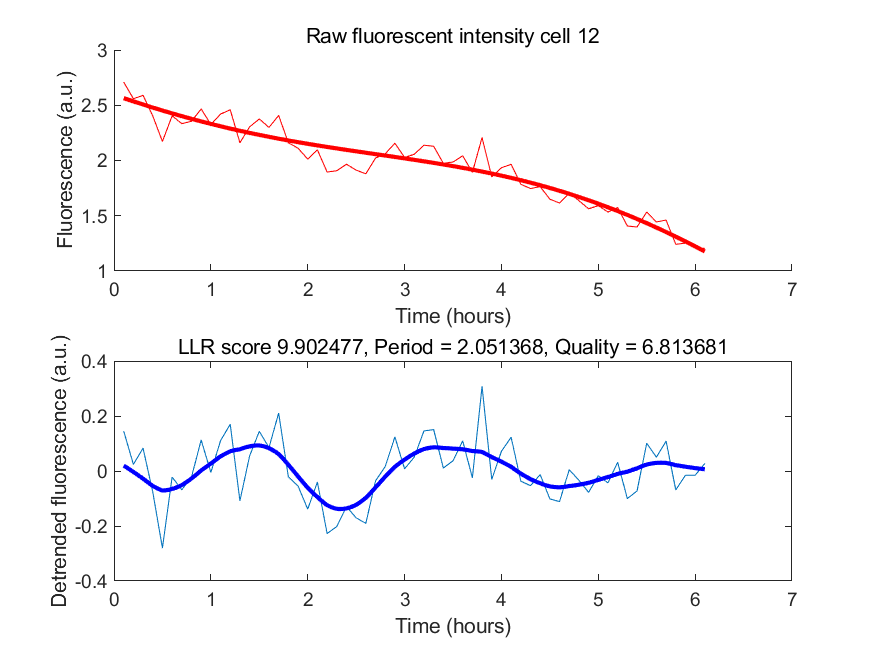 Raw fluorescent intensity cell 12
3
2.5
2
1.5
1
Fluorescence (a.u.)
0 1 2 3 4 5 6 7
Time (hours)
LLR score 9.902477, Period = 2.051368, Quality = 6.813681
0.4
0.2
0
-0.2
-0.4
Detrended fluorescence (a.u.)
0 1 2 3 4 5 6 7
Time (hours)